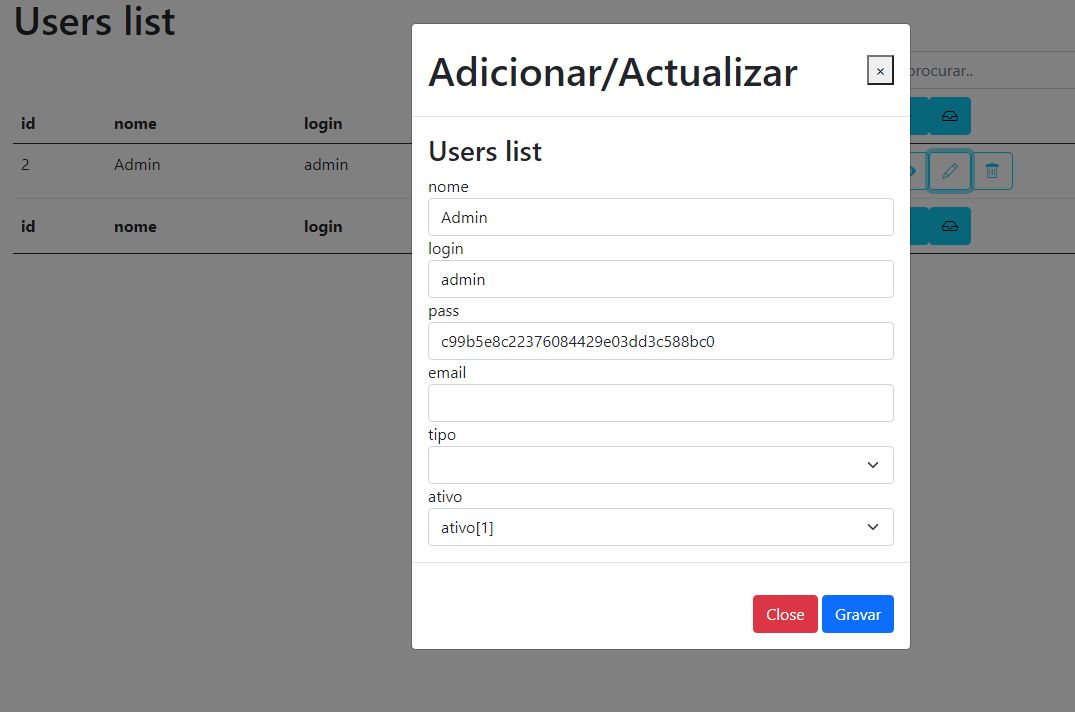 Users list
procurar..
id nome login
2 Admin admin
id nome login
Adicionar/Actualizar ×
Users list
nome
Admin
login
admin
pass
c99b5e8c22376084429e03dd3c588bc0
email
tipo
ativo
ativo[1]
Close Gravar